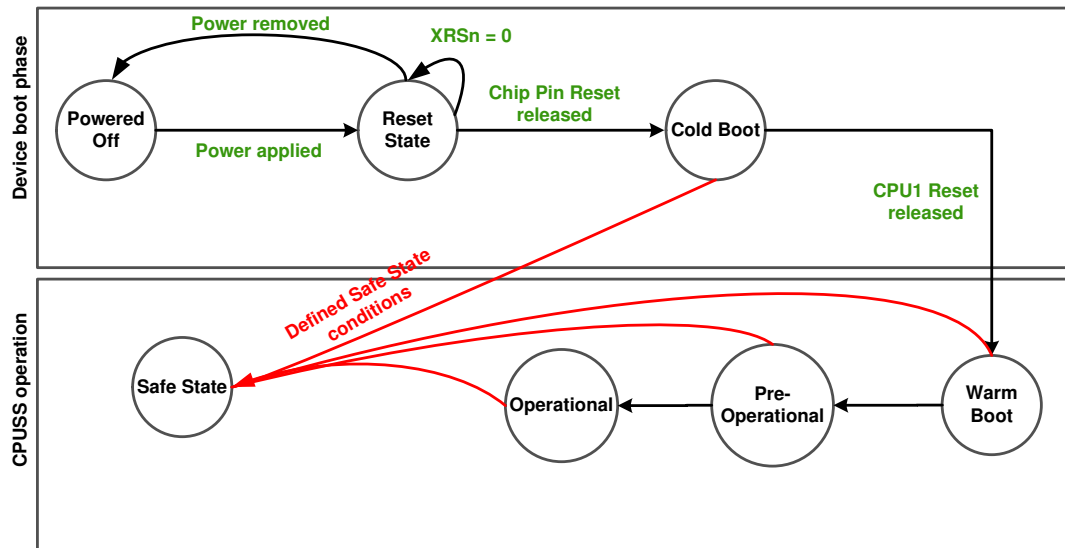 Device boot phase
Power removed
XRSn = 0
Powered
Off
Power applied
Reset
State
Chip Pin Reset
released
Cold Boot
CPU1 Reset
released
CPUSS operation
Defined Safe State
conditions
Safe State
Operational
Pre-
Operational
Warm
Boot